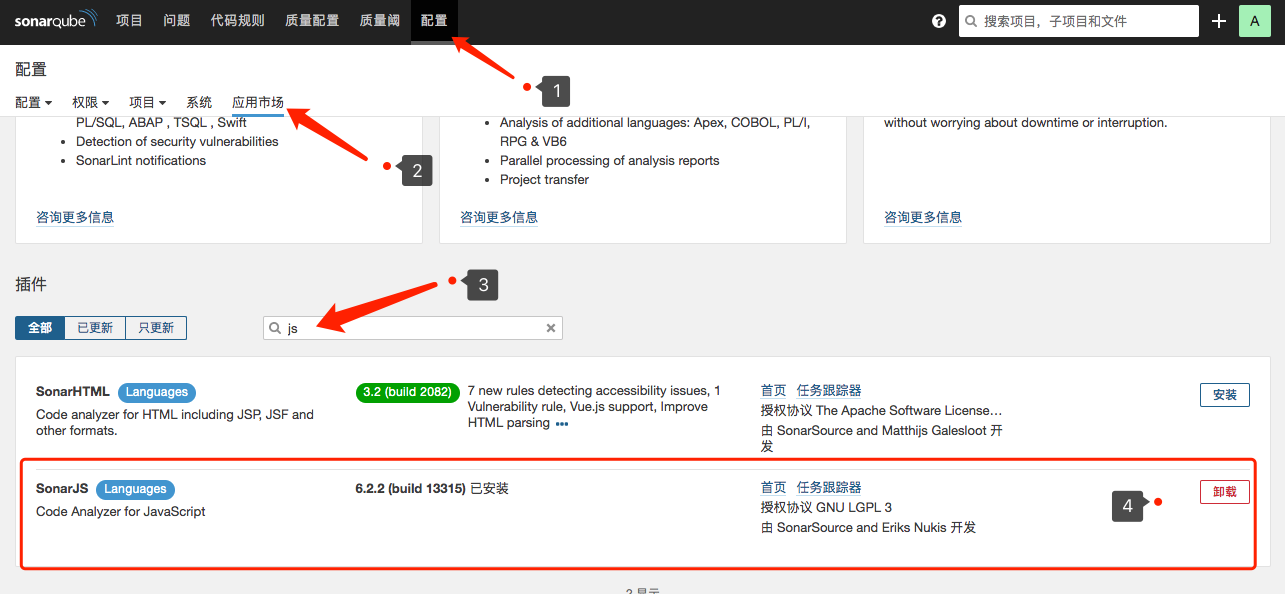 sonarqube 项目 问题 代码规则 质量配置 质量阈 配置 ? 搜索项目，子项目和文件 + A
配置
1
配置 权限 项目 系统 应用市场
PL/SQL, ABAP , TSQL , Swift
Detection of security vulnerabilities
SonarLint notifications
2
咨询更多信息
Analysis of additional languages: Apex, COBOL, PL/I,
RPG & VB6
Parallel processing of analysis reports
Project transfer
咨询更多信息
without worrying about downtime or interruption.
咨询更多信息
插件
3
全部 已更新 只更新
js
SonarHTML Languages
Code analyzer for HTML including JSP, JSF and
other formats.
3.2 (build 2082) 7 new rules detecting accessibility issues, 1
Vulnerability rule, Vue.js support, Improve
HTML parsing •••
首页 任务跟踪器
授权协议 The Apache Software License…
由 SonarSource and Matthijs Galesloot 开
发
安装
SonarJS Languages
Code Analyzer for JavaScript
6.2.2 (build 13315) 已安装
首页 任务跟踪器
授权协议 GNU LGPL 3
由 SonarSource and Eriks Nukis 开发
4
卸载
2 显示